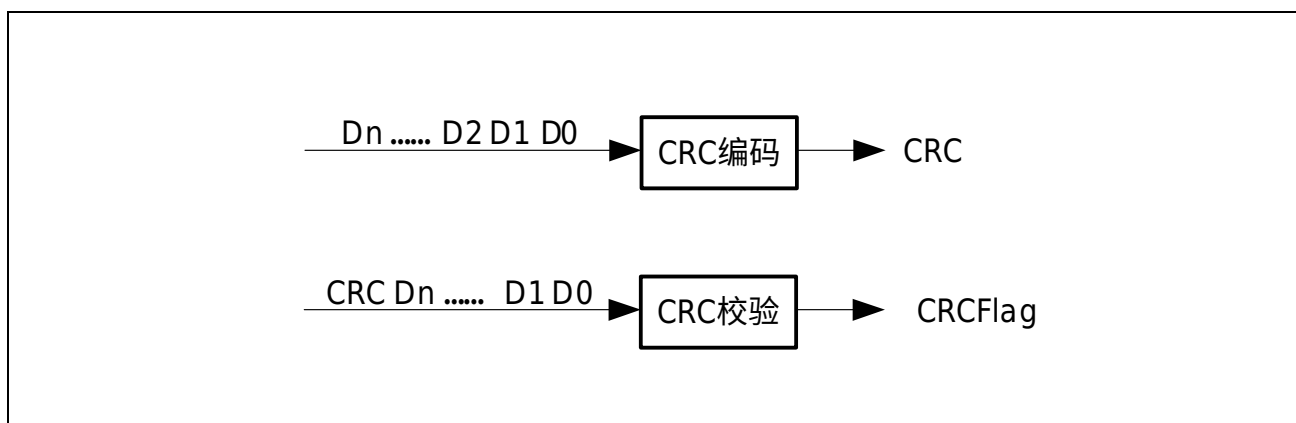 Dn …… D2 D1 D0 CRC编码 CRC
CRC Dn …… D1 D0 CRC校验 CRCFlag